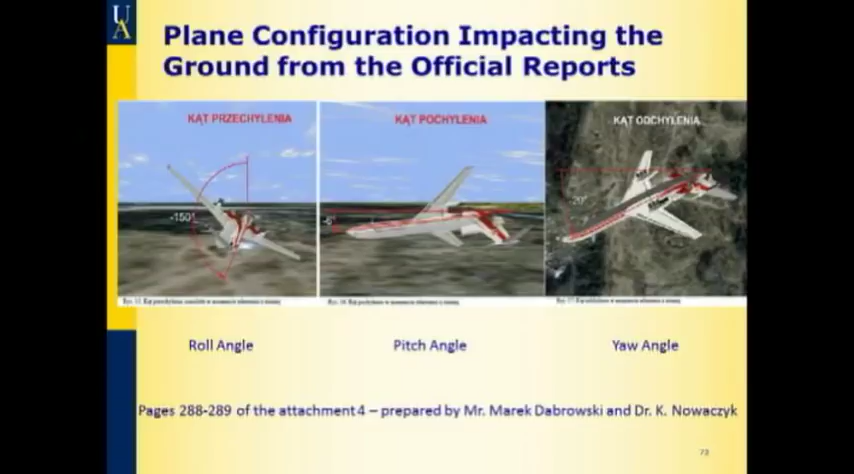 UA
Plane Configuration Impacting the
Ground from the Official Reports
KĄT PRZECHYLENIA
KĄT POCHYLENIA
KĄT ODCHYLENIA
-150°
-6°
-20°
Roll Angle
Pitch Angle
Yaw Angle
Pages 288-289 of the attachment 4 – prepared by Mr. Marek Dabrowski and Dr. K. Nowaczyk
73